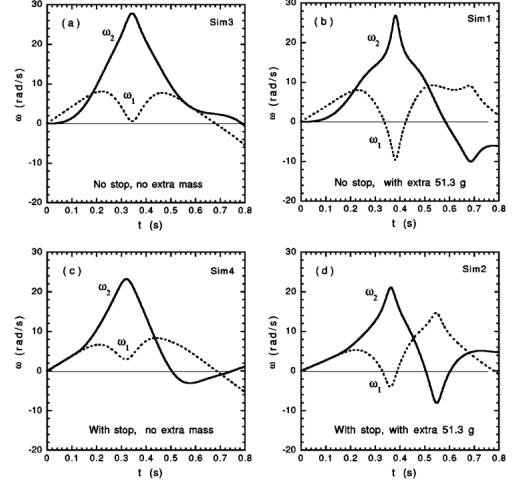 Sim3
Sim1
( a )
( b )
ω2
ω1
ω (rad/s)
30
20
10
0
-10
-20
No stop, no extra mass
No stop, with extra 51.3 g
0 0.1 0.2 0.3 0.4 0.5 0.6 0.7 0.8
t (s)
ω2
ω1
ω (rad/s)
30
20
10
0
-10
-20
0 0.1 0.2 0.3 0.4 0.5 0.6 0.7 0.8
t (s)
( c )
Sim4
ω2
ω1
ω (rad/s)
30
20
10
0
-10
-20
With stop, no extra mass
0 0.1 0.2 0.3 0.4 0.5 0.6 0.7 0.8
t (s)
( d )
Sim2
ω2
ω1
ω (rad/s)
30
20
10
0
-10
-20
With stop, with extra 51.3 g
0 0.1 0.2 0.3 0.4 0.5 0.6 0.7 0.8
t (s)